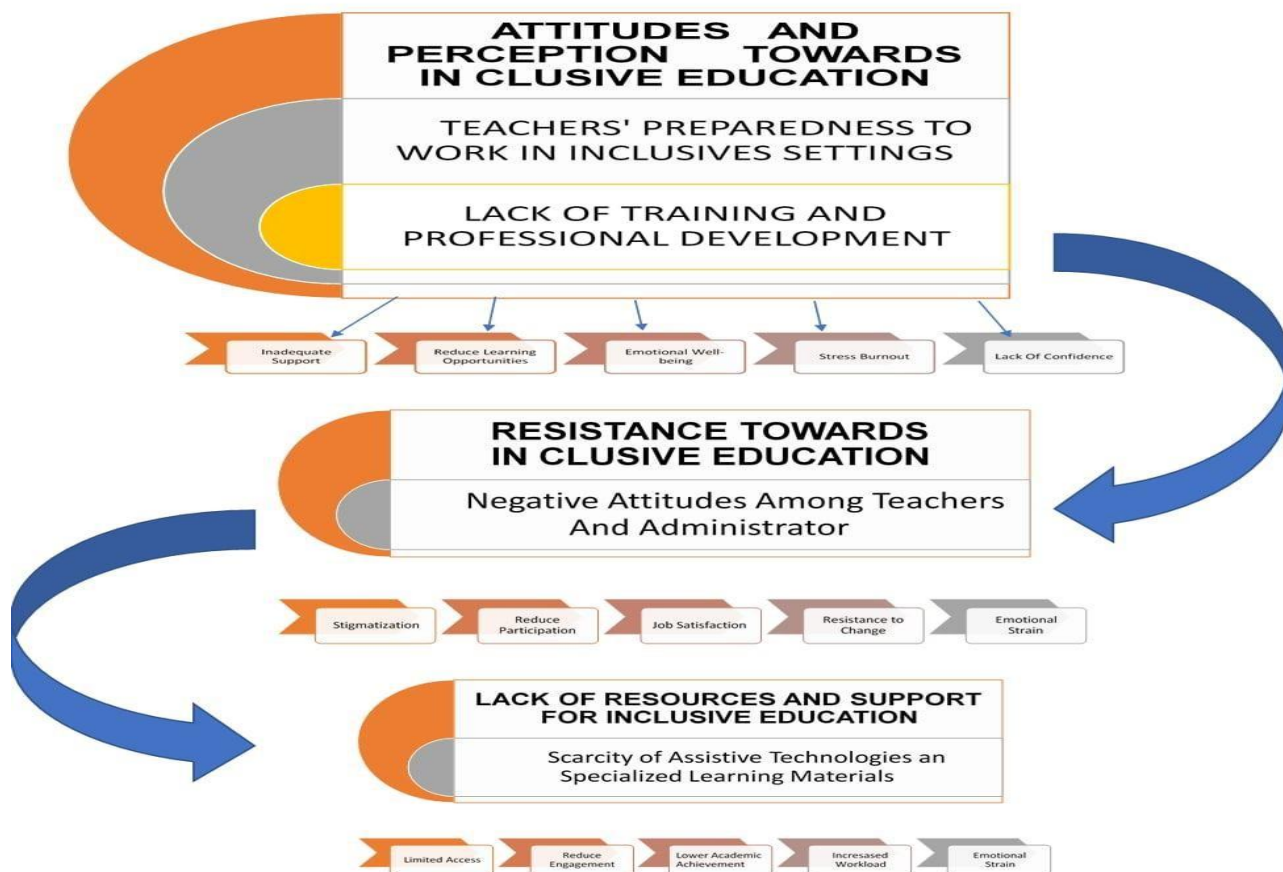 ATTITUDES AND
PERCEPTION TOWARDS
IN CLUSIVE EDUCATION
TEACHERS' PREPAREDNESS TO
WORK IN INCLUSIVES SETTINGS
LACK OF TRAINING AND
PROFESSIONAL DEVELOPMENT
Inadequate
Support
Reduce Learning
Opportunities
Emotional Well-
being
Stress Burnout
Lack Of Confidence
RESISTANCE TOWARDS
IN CLUSIVE EDUCATION
Negative Attitudes Among Teachers
And Administrator
Stigmatization
Reduce
Participation
Job Satisfaction
Resistance to
Change
Emotional
Strain
LACK OF RESOURCES AND SUPPORT
FOR INCLUSIVE EDUCATION
Scarcity of Assistive Technologies an
Specialized Learning Materials
Limited Access
Reduce
Engagement
Lower Academic
Achievement
Incresased
Workload
Emotional
Strain